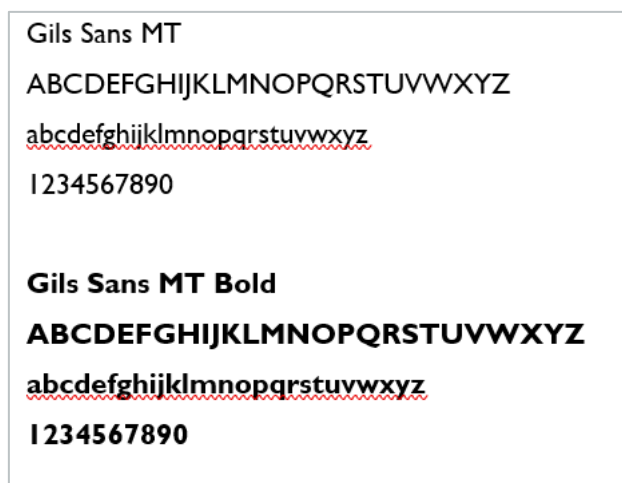 Gils Sans MT
ABCDEFGHIJKLMNOPQRSTUVWXYZ
abcdefghijklmnopqrstuvwxyz
1234567890
Gils Sans MT Bold
ABCDEFGHIJKLMNOPQRSTUVWXYZ
abcdefghijklmnopqrstuvwxyz
1234567890